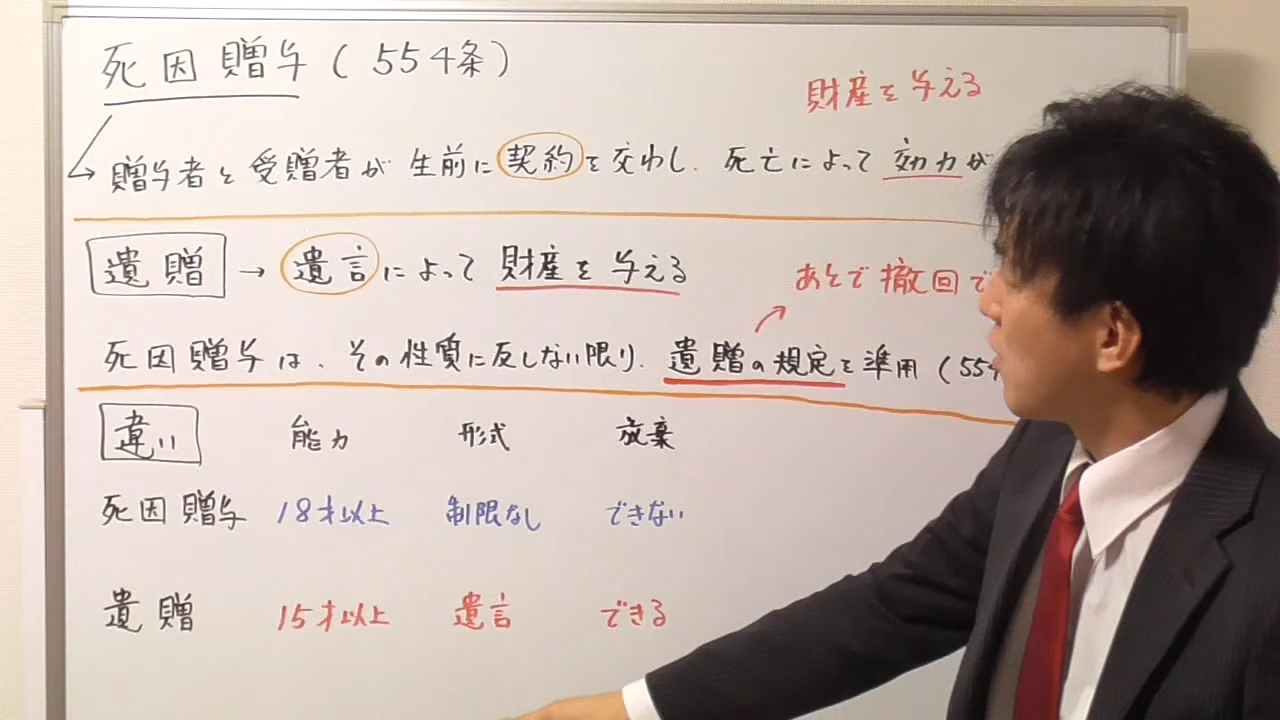 死因贈与(554条)
財産を与える
→贈与者と受贈者が生前に契約を交わし、死亡によって効力が
遺贈→遺言によって財産を与える
あとで撤回で
死因贈与は、その性質に反しない限り、遺贈の規定を準用(554
違い 能力 形式 放棄
死因贈与 18才以上 制限なし できない
遺贈 15才以上 遺言 できる